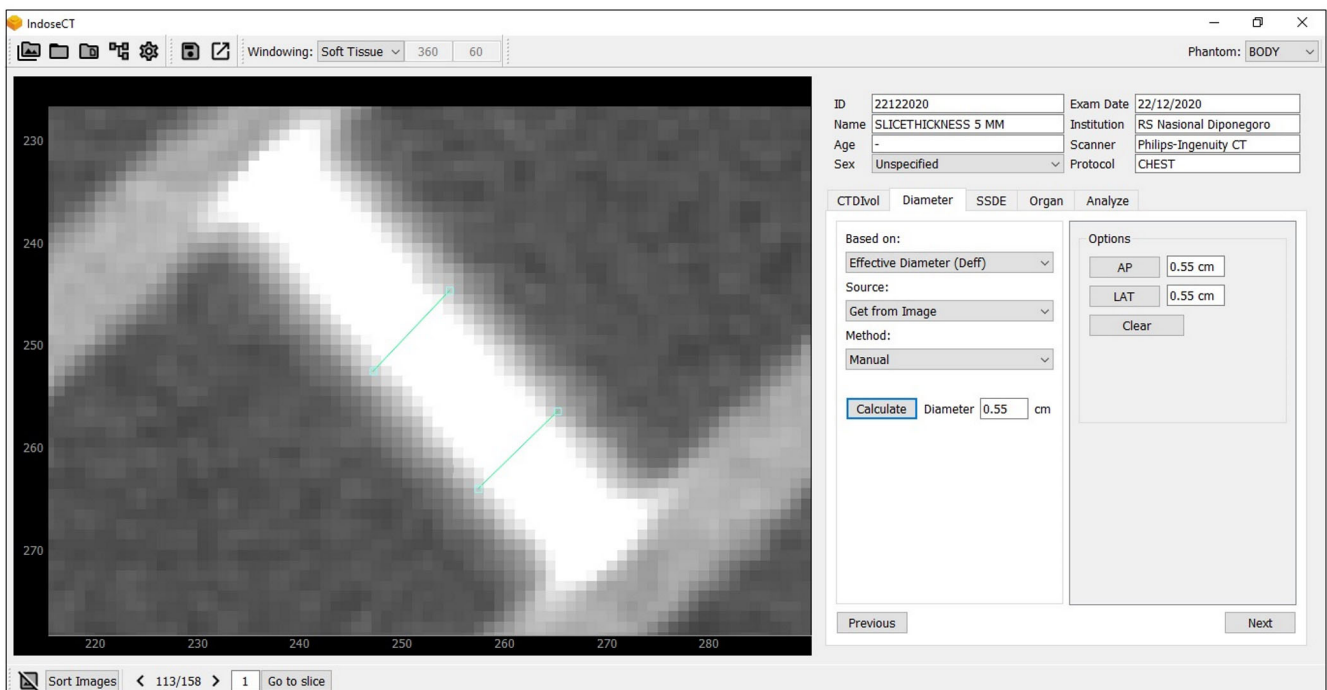 IndoseCT
Windowing: Soft Tissue 360 60 Phantom: BODY
ID 22122020 Exam Date 22/12/2020
Name SLICETHICKNESS 5 MM Institution RS Nasional Diponegoro
Age - Scanner Philips-Ingenuity CT
Sex Unspecified Protocol CHEST
CTDIvol Diameter SSDE Organ Analyze
Based on:
Effective Diameter (Deff)
Source:
Get from Image
Method:
Manual
Calculate Diameter 0.55 cm
Options
AP 0.55 cm
LAT 0.55 cm
Clear
Previous Next
230
240
250
260
270
220 230 240 250 260 270 280
Sort Images 113/158 1 Go to slice